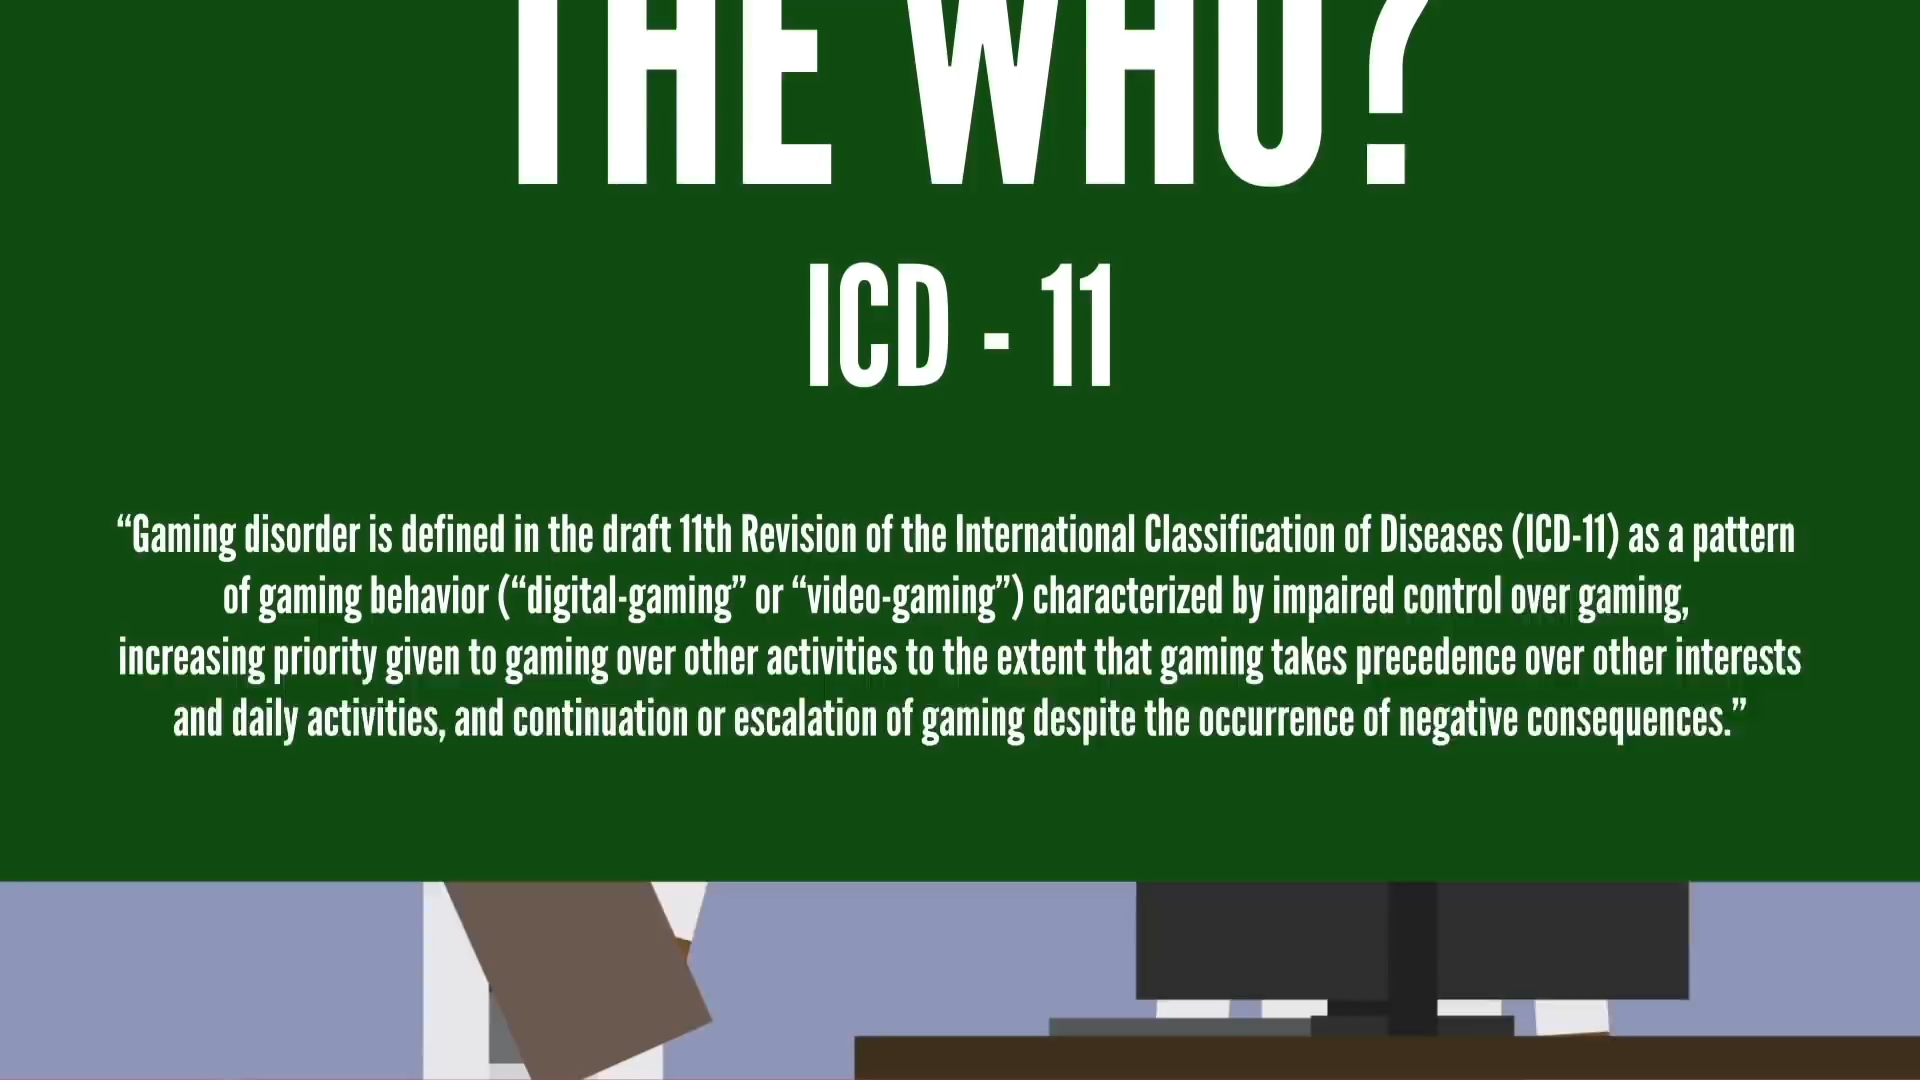 THE WHO?
ICD - 11
“Gaming disorder is defined in the draft 11th Revision of the International Classification of Diseases (ICD-11) as a pattern
of gaming behavior (“digital-gaming” or “video-gaming”) characterized by impaired control over gaming,
increasing priority given to gaming over other activities to the extent that gaming takes precedence over other interests
and daily activities, and continuation or escalation of gaming despite the occurrence of negative consequences.”